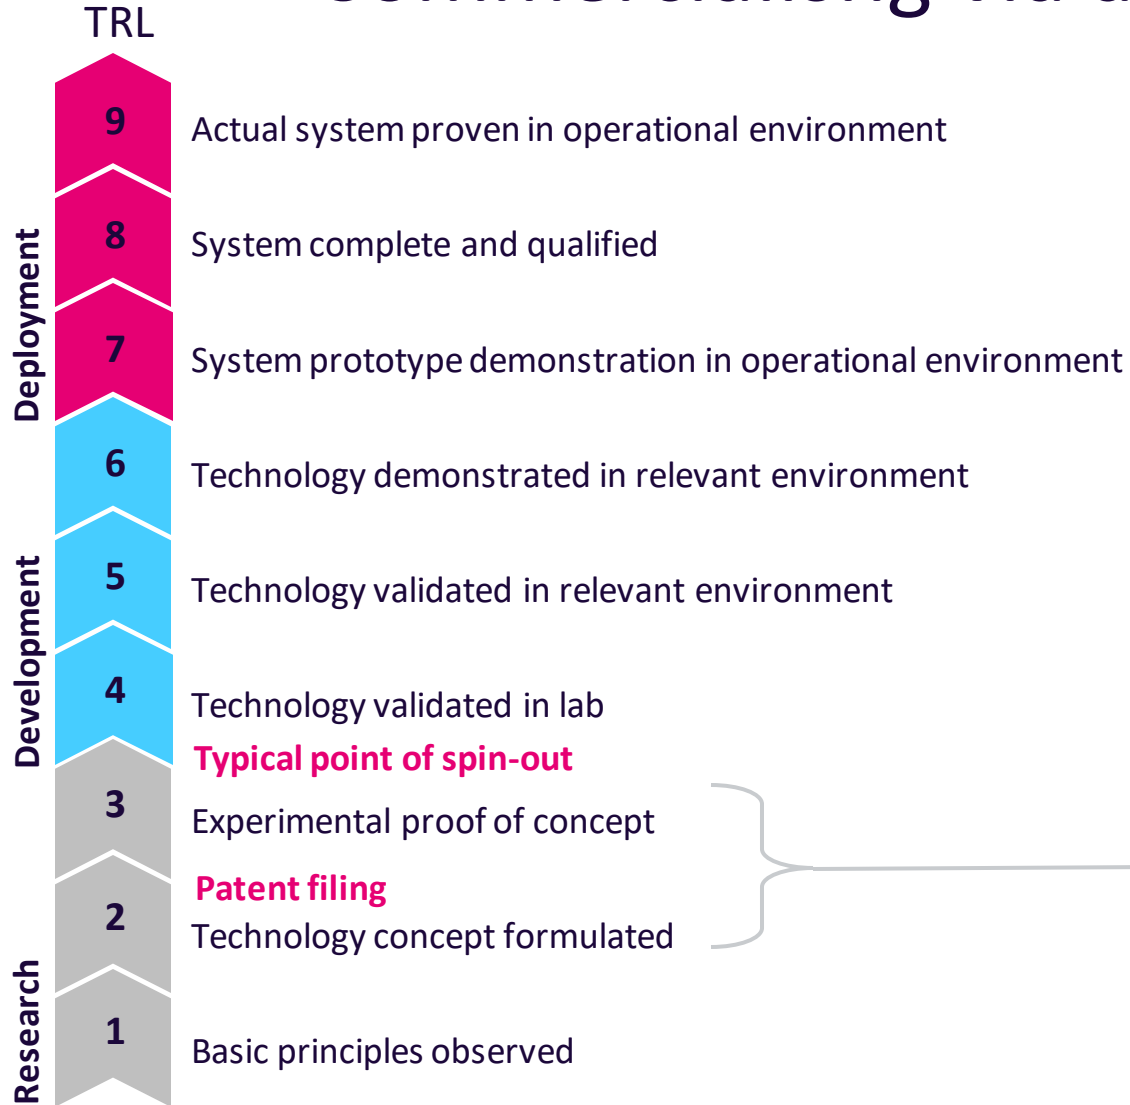 Commercialising via a
TRL
9 Actual system proven in operational environment
8 System complete and qualified
7 System prototype demonstration in operational environment
Deployment
6 Technology demonstrated in relevant environment
5 Technology validated in relevant environment
4 Technology validated in lab
Development
Typical point of spin-out
3 Experimental proof of concept
Patent filing
2 Technology concept formulated
1 Basic principles observed
Research